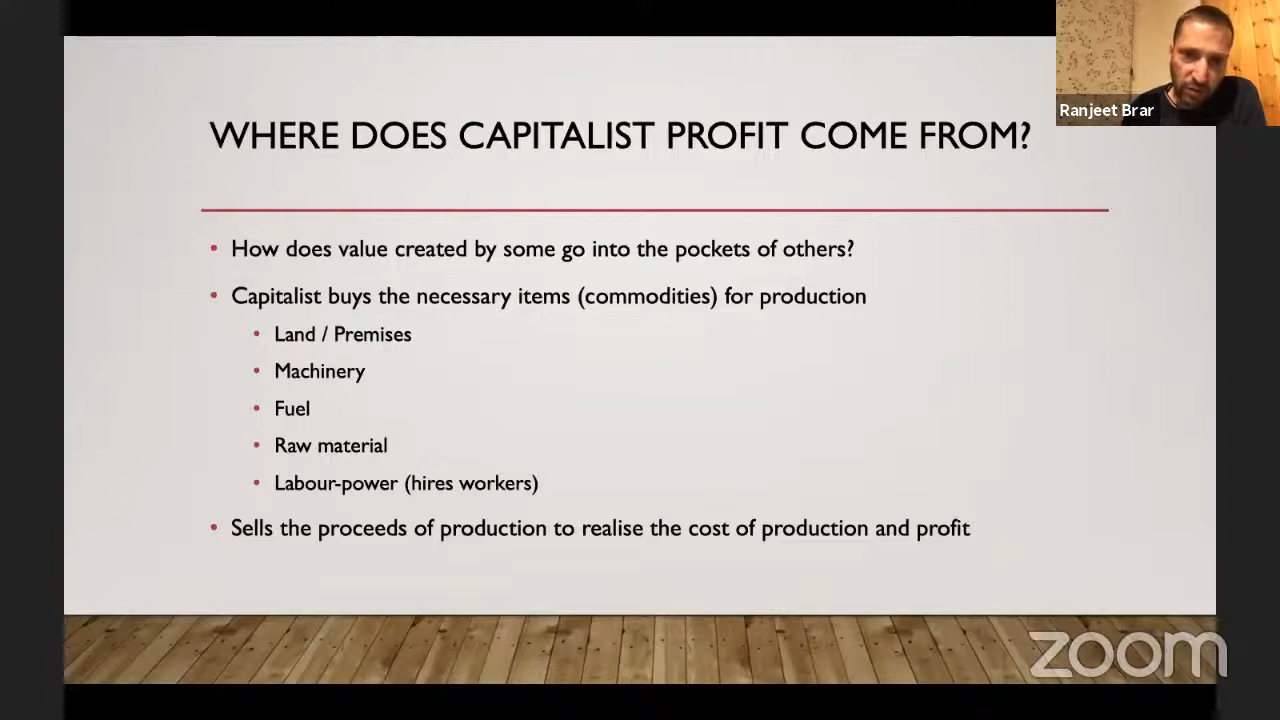 Ranjeet Brar
WHERE DOES CAPITALIST PROFIT COME FROM?
• How does value created by some go into the pockets of others?
• Capitalist buys the necessary items (commodities) for production
• Land / Premises
• Machinery
• Fuel
• Raw material
• Labour-power (hires workers)
• Sells the proceeds of production to realise the cost of production and profit
zoom